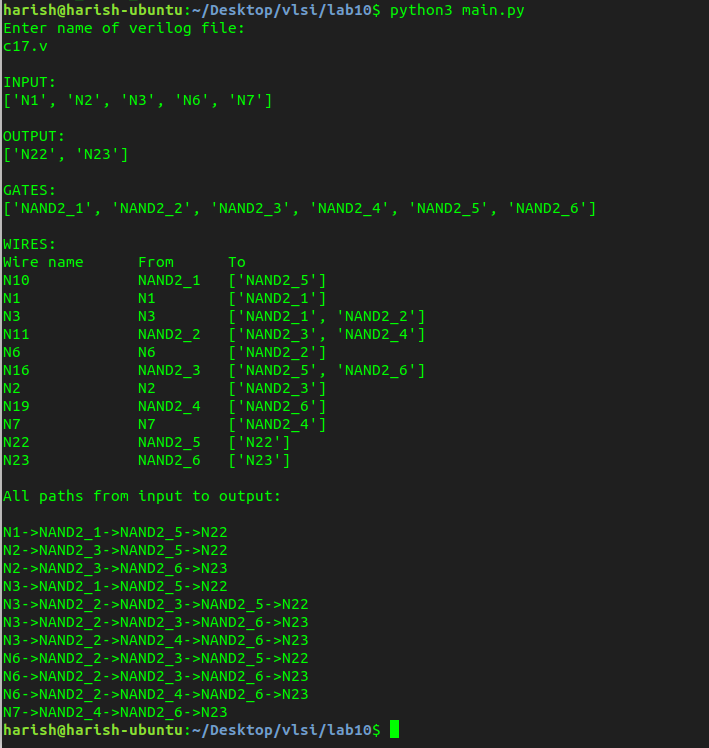 harish@harish-ubuntu:~/Desktop/vlsi/lab10$ python3 main.py
Enter name of verilog file:
c17.v
INPUT:
['N1', 'N2', 'N3', 'N6', 'N7']
OUTPUT:
['N22', 'N23']
GATES:
['NAND2_1', 'NAND2_2', 'NAND2_3', 'NAND2_4', 'NAND2_5', 'NAND2_6']
WIRES:
Wire name From To
N10 NAND2_1 ['NAND2_5']
N1 N1 ['NAND2_1']
N3 N3 ['NAND2_1', 'NAND2_2']
N11 NAND2_2 ['NAND2_3', 'NAND2_4']
N6 N6 ['NAND2_2']
N16 NAND2_3 ['NAND2_5', 'NAND2_6']
N2 N2 ['NAND2_3']
N19 NAND2_4 ['NAND2_6']
N7 N7 ['NAND2_4']
N22 NAND2_5 ['N22']
N23 NAND2_6 ['N23']
All paths from input to output:
N1->NAND2_1->NAND2_5->N22
N2->NAND2_3->NAND2_5->N22
N2->NAND2_3->NAND2_6->N23
N3->NAND2_1->NAND2_5->N22
N3->NAND2_2->NAND2_3->NAND2_5->N22
N3->NAND2_2->NAND2_3->NAND2_6->N23
N3->NAND2_2->NAND2_4->NAND2_6->N23
N6->NAND2_2->NAND2_3->NAND2_5->N22
N6->NAND2_2->NAND2_3->NAND2_6->N23
N6->NAND2_2->NAND2_4->NAND2_6->N23
N7->NAND2_4->NAND2_6->N23
harish@harish-ubuntu:~/Desktop/vlsi/lab10$